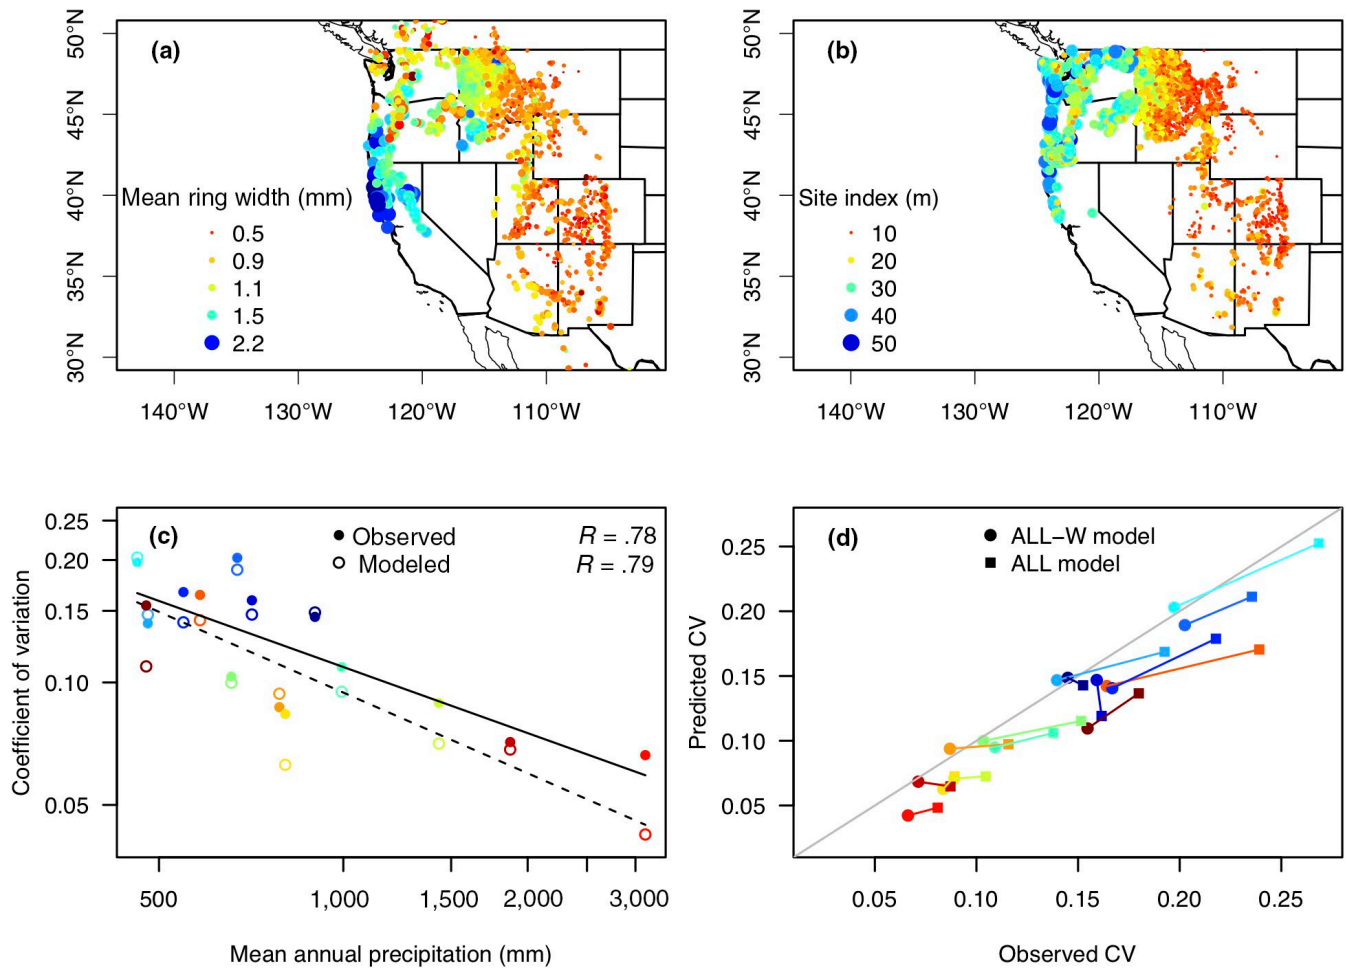 (a)
50°N
45°N
40°N
35°N
30°N
Mean ring width (mm)
0.5
0.9
1.1
1.5
2.2
140°W 130°W 120°W 110°W
(b)
50°N
45°N
40°N
35°N
30°N
Site index (m)
10
20
30
40
50
140°W 130°W 120°W 110°W
(c)
Observed R = .78
Modeled R = .79
Coefficient of variation
0.25
0.20
0.15
0.10
0.05
500 1,000 1,500 2,000 3,000
Mean annual precipitation (mm)
(d)
ALL–W model
ALL model
Predicted CV
0.25
0.20
0.15
0.10
0.05
0.05 0.10 0.15 0.20 0.25
Observed CV